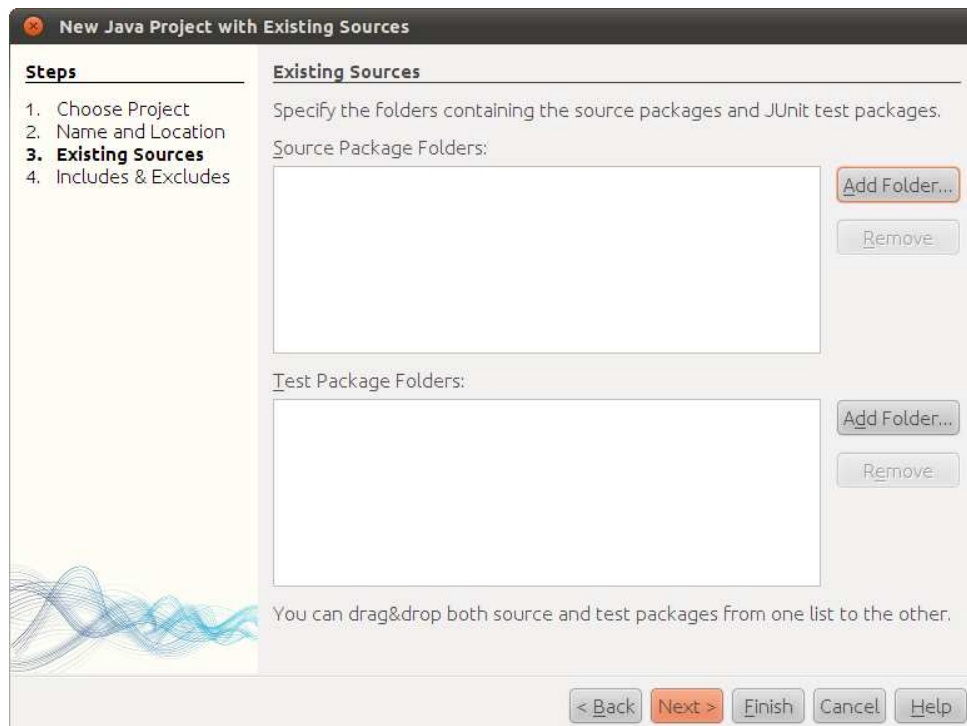 New Java Project with Existing Sources
Steps
1. Choose Project
2. Name and Location
3. Existing Sources
4. Includes & Excludes
Existing Sources
Specify the folders containing the source packages and JUnit test packages.
Source Package Folders:
Add Folder...
Remove
Test Package Folders:
Add Folder...
Remove
You can drag&drop both source and test packages from one list to the other.
< Back Next > Finish Cancel Help